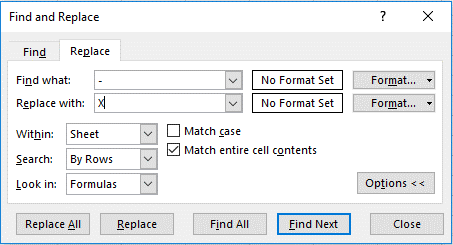 Find and Replace
Find Replace
Find what: - No Format Set Format...
Replace with: X No Format Set Format...
Within: Sheet Match case
Search: By Rows Match entire cell contents
Look in: Formulas Options <<
Replace All Replace Find All Find Next Close